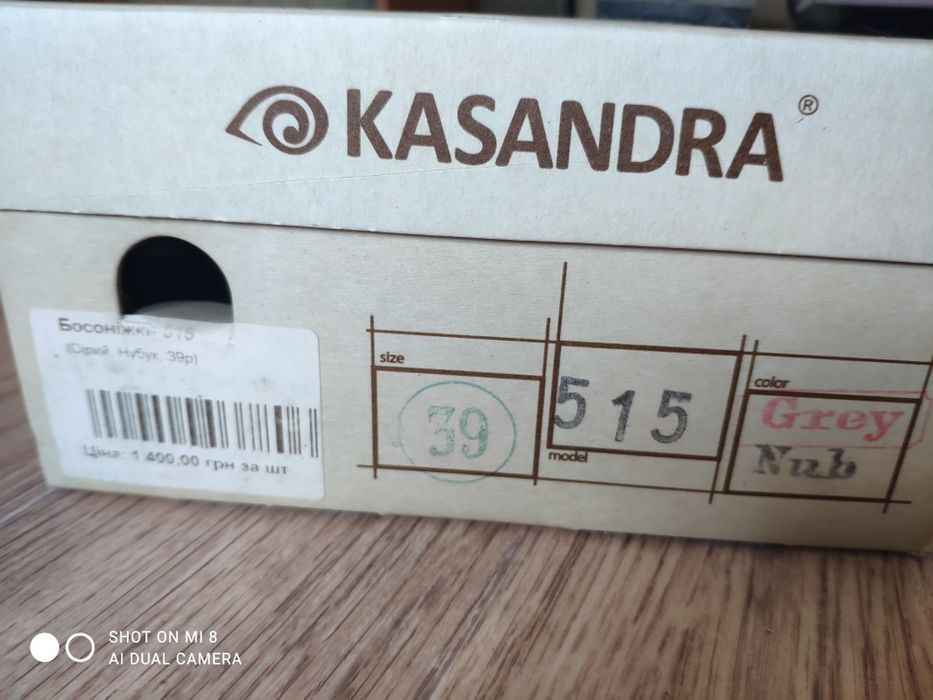 KASANDRA®
Босоніжки 515
(Сірий, Нубук, 39р)
Ціна: 1 400.00 грн за шт
size
39
515
model
color
Grey
Nub
SHOT ON MI 8
AI DUAL CAMERA